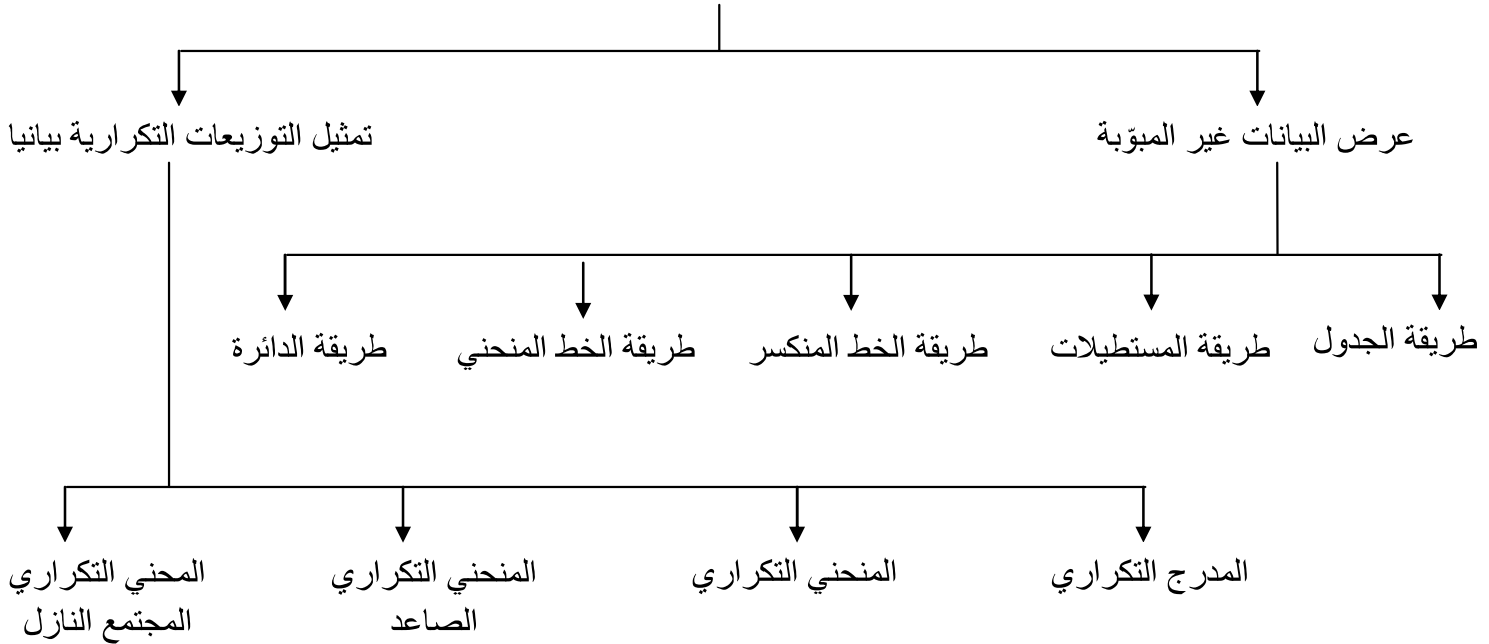 عرض البيانات غير المبوّبة
تمثيل التوزيعات التكرارية بيانيا
طريقة الجدول
طريقة المستطيلات
طريقة الخط المنكسر
طريقة الخط المنحني
طريقة الدائرة
المدرج التكراري
المنحني التكراري
المنحني التكراري
الصاعد
المحني التكراري
المجتمع النازل